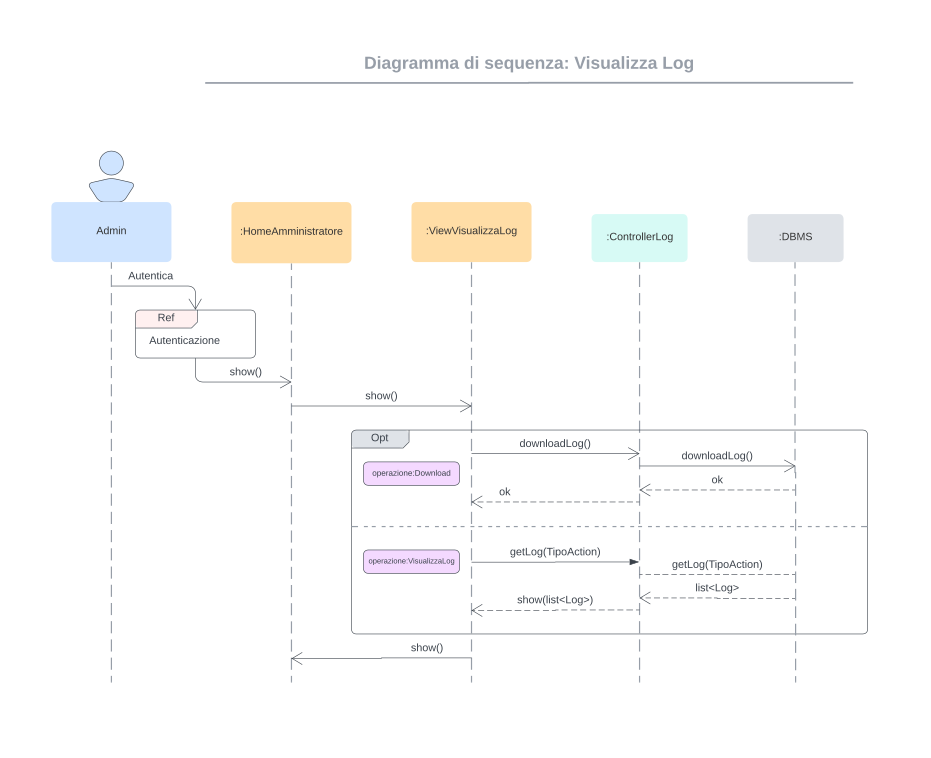 Diagramma di sequenza: Visualizza Log
Admin
:HomeAmministratore
:ViewVisualizzaLog
:ControllerLog
:DBMS
Autentica
Ref
Autenticazione
show()
show()
Opt
downloadLog()
downloadLog()
operazione:Download
ok
ok
getLog(TipoAction)
operazione:VisualizzaLog
getLog(TipoAction)
list<Log>
show(list<Log>)
show()